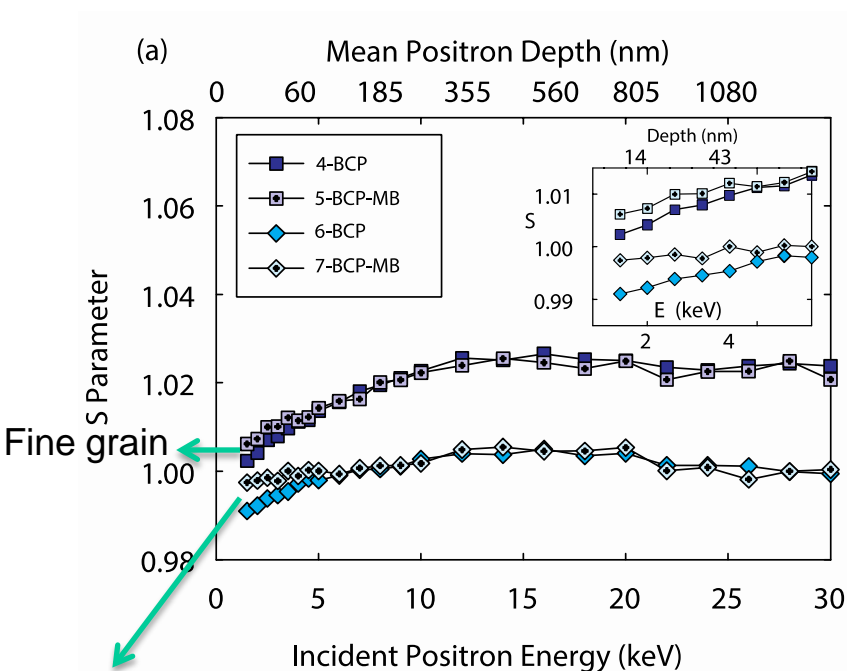 (a)
Mean Positron Depth (nm)
0 60 185 355 560 805 1080
1.08
1.06
1.04
1.02
1.00
0.98
S Parameter
4-BCP
5-BCP-MB
6-BCP
7-BCP-MB
Depth (nm)
14 43
1.01
1.00
0.99
S
E (keV)
2 4
Fine grain
0 5 10 15 20 25 30
Incident Positron Energy (keV)